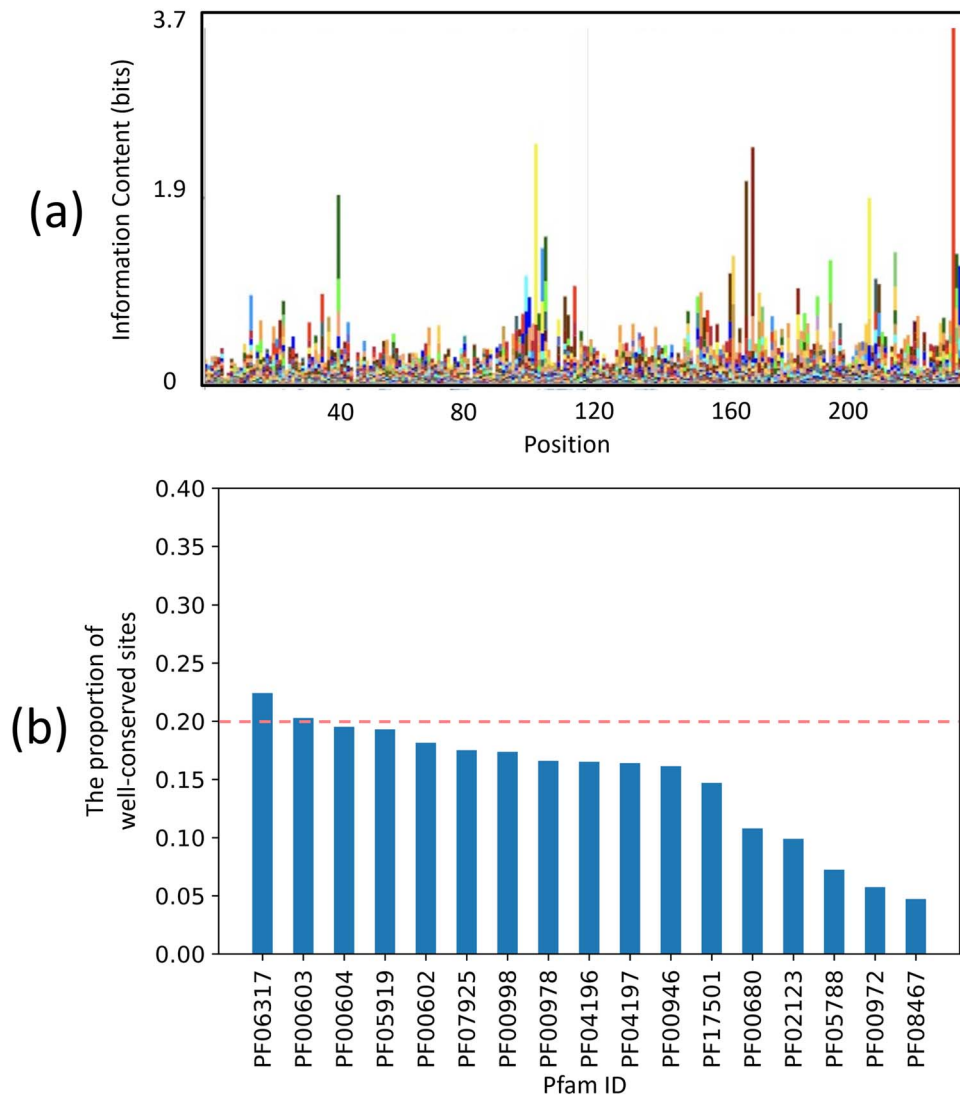 (a)
Information Content (bits)
3.7
1.9
0
40 80 120 160 200
Position
(b)
The proportion of
well-conserved sites
0.40
0.35
0.30
0.25
0.20
0.15
0.10
0.05
0.00
PF06317
PF00603
PF00604
PF05919
PF00602
PF07925
PF00998
PF00978
PF04196
PF04197
PF00946
PF17501
PF00680
PF02123
PF05788
PF00972
PF08467
Pfam ID